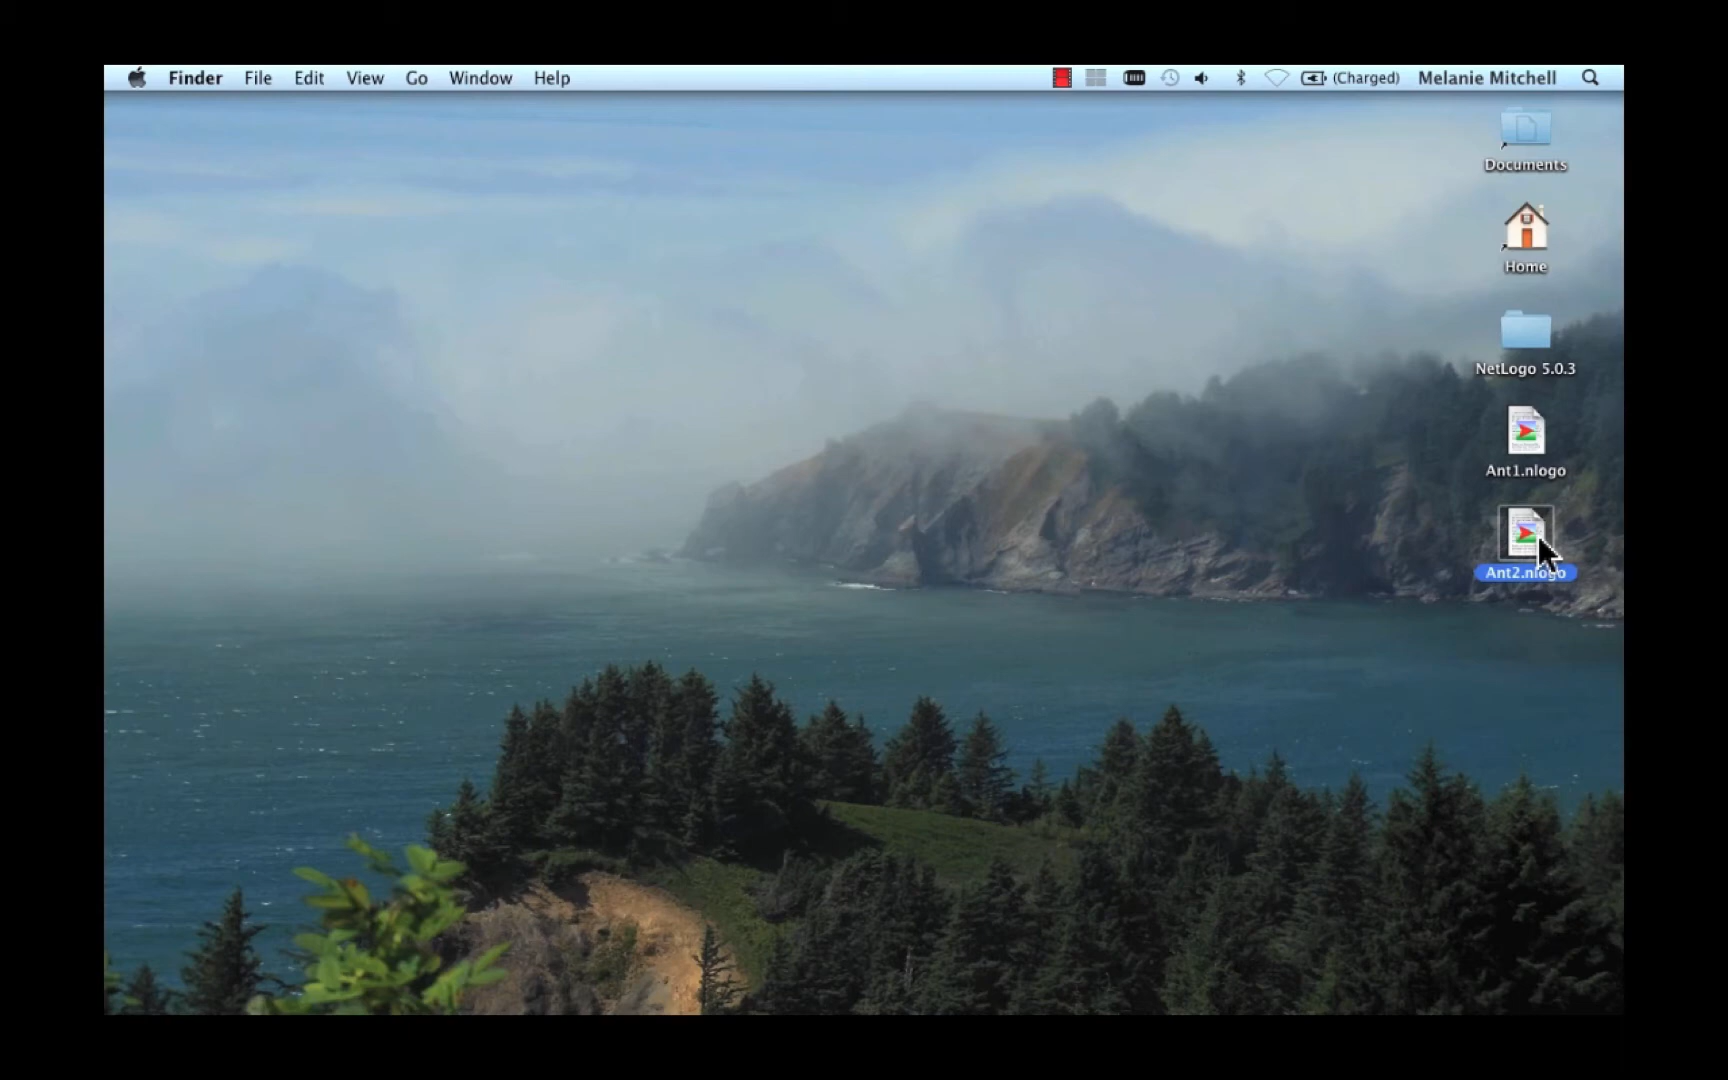 Finder File Edit View Go Window Help (Charged) Melanie Mitchell
Documents
Home
NetLogo 5.0.3
Ant1.nlogo
Ant2.nlogo